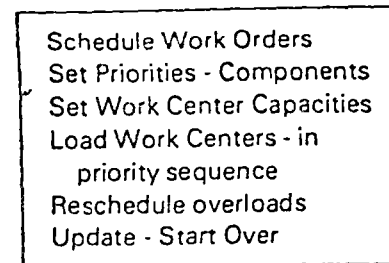 Schedule Work Orders
Set Priorities - Components
Set Work Center Capacities
Load Work Centers - in
priority sequence
Reschedule overloads
Update - Start Over